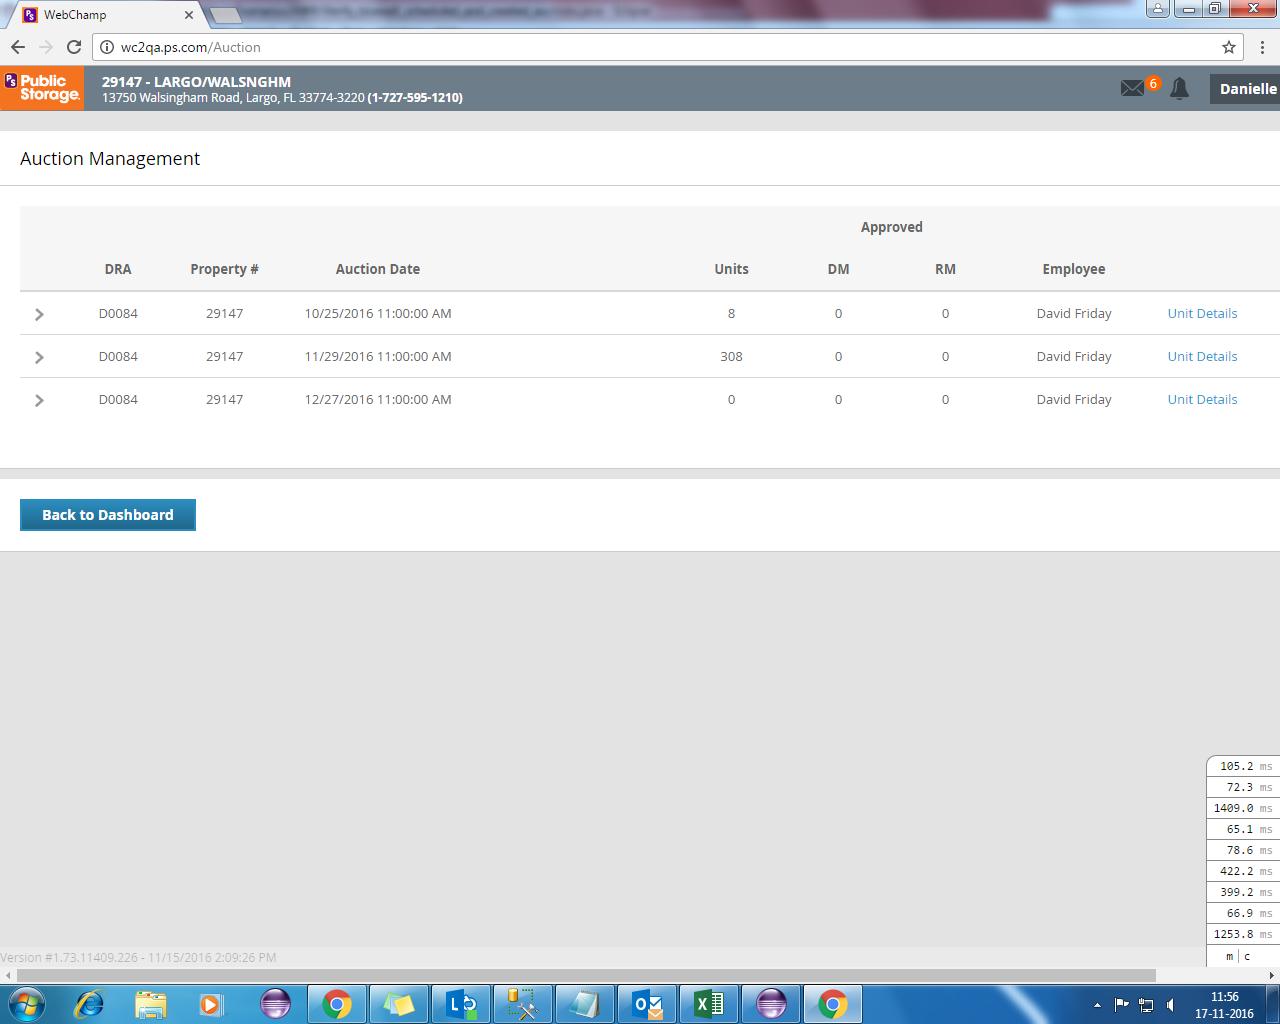 WebChamp
wc2qa.ps.com/Auction
PS Public Storage.
29147 - LARGO/WALSNGHM
13750 Walsingham Road, Largo, FL 33774-3220 (1-727-595-1210)
6
Danielle
Auction Management
Approved
DRA Property # Auction Date Units DM RM Employee
D0084 29147 10/25/2016 11:00:00 AM 8 0 0 David Friday Unit Details
D0084 29147 11/29/2016 11:00:00 AM 308 0 0 David Friday Unit Details
D0084 29147 12/27/2016 11:00:00 AM 0 0 0 David Friday Unit Details
Back to Dashboard
105.2 ms
72.3 ms
1409.0 ms
65.1 ms
78.6 ms
422.2 ms
399.2 ms
66.9 ms
1253.8 ms
m | c
Version #1.73.11409.226 - 11/15/2016 2:09:26 PM
11:56
17-11-2016